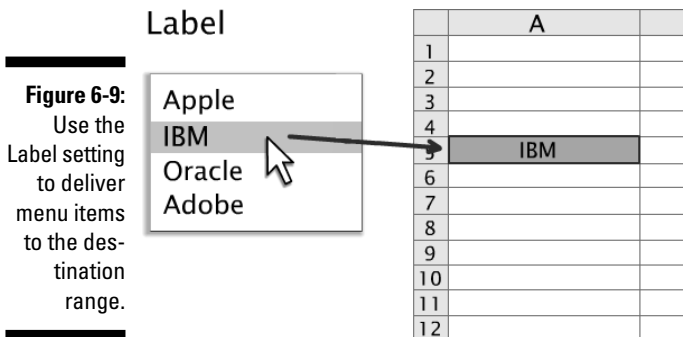 Label
Figure 6-9:
Use the
Label setting
to deliver
menu items
to the des-
tination
range.
Apple
IBM
Oracle
Adobe
A
1
2
3
4
5 IBM
6
7
8
9
10
11
12